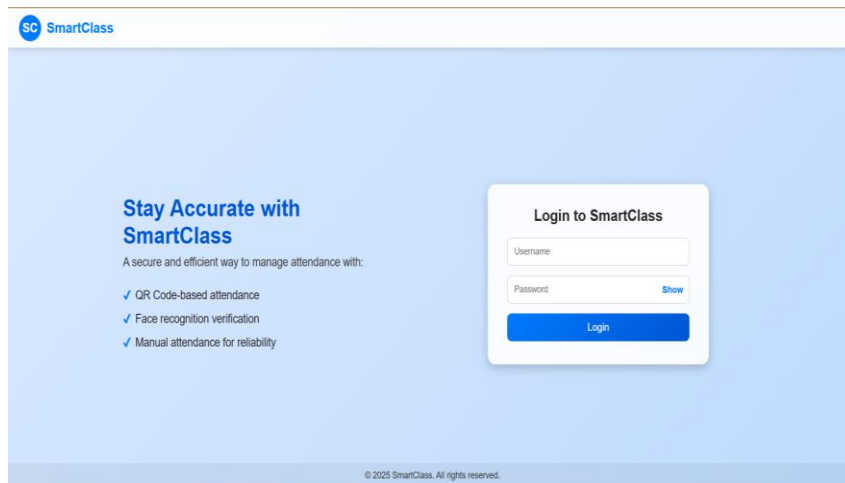 SC SmartClass
Stay Accurate with
SmartClass
A secure and efficient way to manage attendance with:
✓ QR Code-based attendance
✓ Face recognition verification
✓ Manual attendance for reliability
Login to SmartClass
Username
Password Show
Login
© 2025 SmartClass. All rights reserved.